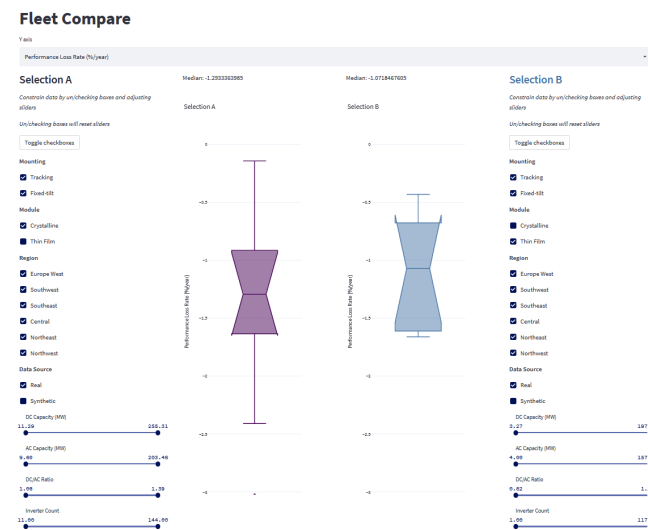 Fleet Compare
Y axis
Performance Loss Rate (%/year)
Selection A
Constrain data by un/checking boxes and adjusting
sliders
Un/checking boxes will reset sliders
Toggle checkboxes
Mounting
Tracking
Fixed-tilt
Module
Crystalline
Thin Film
Region
Europe West
Southwest
Southeast
Central
Northeast
Northwest
Data Source
Real
Synthetic
DC Capacity (MW)
11.29 255.31
AC Capacity (MW)
203.46
DC/AC Ratio
1.06 1.39
Inverter Count
11.00 144.00
Median: -1.2933363985
Selection A
Performance Loss Rate (%/year)
0
−0.5
−1
−1.5
−2
−2.5
−3
Median: -1.0718467605
Selection B
Performance Loss Rate (%/year)
0
−0.5
−1
−1.5
−2
−2.5
−3
Selection B
Constrain data by un/checking boxes and adjusting
sliders
Un/checking boxes will reset sliders
Toggle checkboxes
Mounting
Tracking
Fixed-tilt
Module
Crystalline
Thin Film
Region
Europe West
Southwest
Southeast
Central
Northeast
Northwest
Data Source
Real
Synthetic
DC Capacity (MW)
3.27 197
AC Capacity (MW)
4.00 157
DC/AC Ratio
0.82 1.
Inverter Count
1.00 117